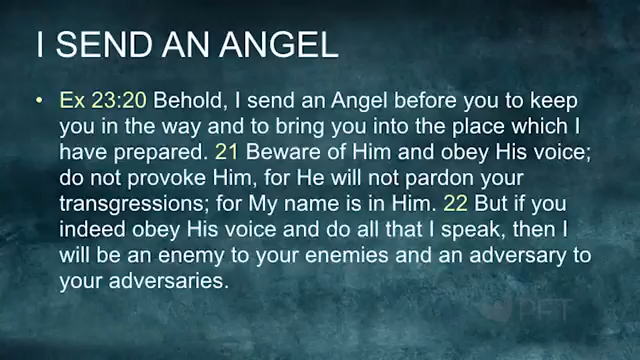 I SEND AN ANGEL
• Ex 23:20 Behold, I send an Angel before you to keep
you in the way and to bring you into the place which I
have prepared. 21 Beware of Him and obey His voice;
do not provoke Him, for He will not pardon your
transgressions; for My name is in Him. 22 But if you
indeed obey His voice and do all that I speak, then I
will be an enemy to your enemies and an adversary to
your adversaries.
PFT